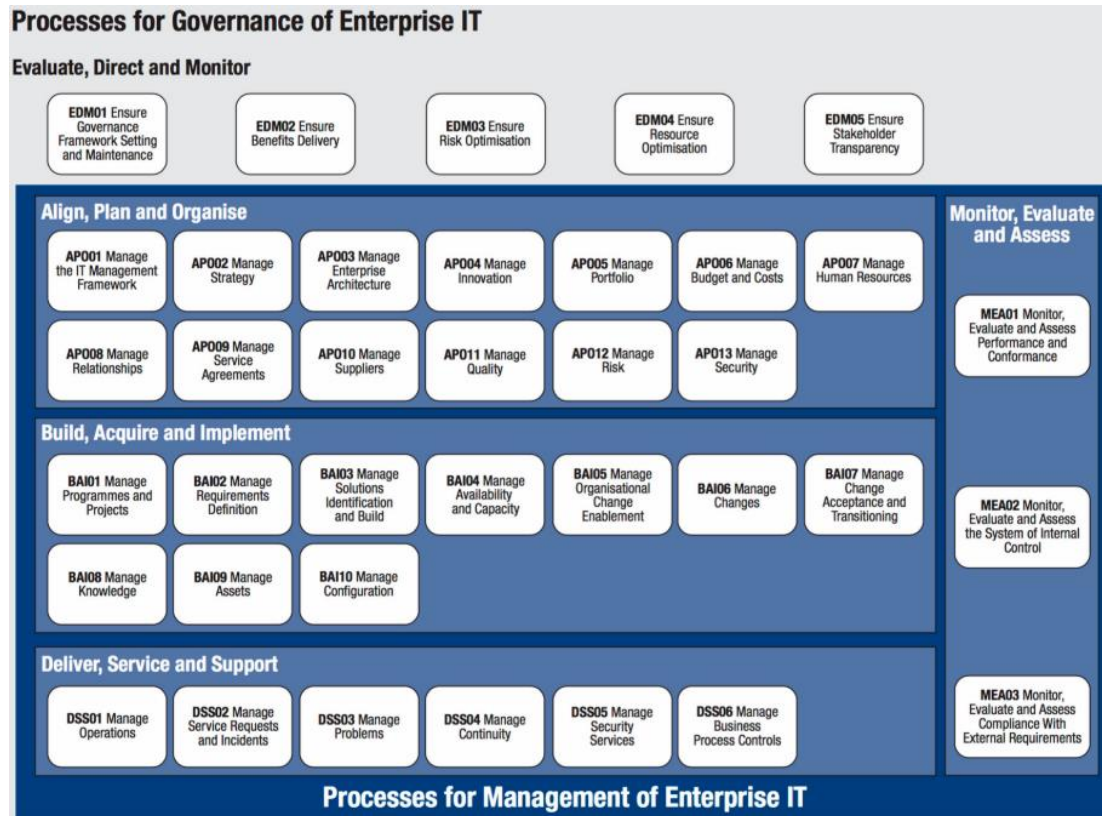 Processes for Governance of Enterprise IT
Evaluate, Direct and Monitor
EDM01 Ensure
Governance
Framework Setting
and Maintenance
EDM02 Ensure
Benefits Delivery
EDM03 Ensure
Risk Optimisation
EDM04 Ensure
Resource
Optimisation
EDM05 Ensure
Stakeholder
Transparency
Align, Plan and Organise
APO01 Manage
the IT Management
Framework
APO02 Manage
Strategy
APO03 Manage
Enterprise
Architecture
APO04 Manage
Innovation
APO05 Manage
Portfolio
APO06 Manage
Budget and Costs
APO07 Manage
Human Resources
APO08 Manage
Relationships
APO09 Manage
Service
Agreements
APO10 Manage
Suppliers
APO11 Manage
Quality
APO12 Manage
Risk
APO13 Manage
Security
Build, Acquire and Implement
BAI01 Manage
Programmes and
Projects
BAI02 Manage
Requirements
Definition
BAI03 Manage
Solutions
Identification
and Build
BAI04 Manage
Availability
and Capacity
BAI05 Manage
Organisational
Change
Enablement
BAI06 Manage
Changes
BAI07 Manage
Change
Acceptance and
Transitioning
BAI08 Manage
Knowledge
BAI09 Manage
Assets
BAI10 Manage
Configuration
Deliver, Service and Support
DSS01 Manage
Operations
DSS02 Manage
Service Requests
and Incidents
DSS03 Manage
Problems
DSS04 Manage
Continuity
DSS05 Manage
Security
Services
DSS06 Manage
Business
Process Controls
Monitor, Evaluate
and Assess
MEA01 Monitor,
Evaluate and Assess
Performance and
Conformance
MEA02 Monitor,
Evaluate and Assess
the System of Internal
Control
MEA03 Monitor,
Evaluate and Assess
Compliance With
External Requirements
Processes for Management of Enterprise IT